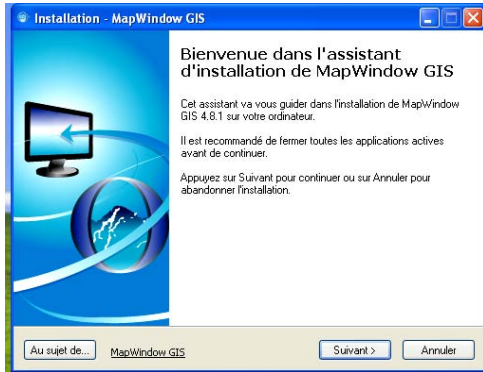 Installation - MapWindow GIS
Bienvenue dans l'assistant
d'installation de MapWindow GIS
Cet assistant va vous guider dans l'installation de MapWindow
GIS 4.8.1 sur votre ordinateur.
Il est recommandé de fermer toutes les applications actives
avant de continuer.
Appuyez sur Suivant pour continuer ou sur Annuler pour
abandonner l'installation.
Au sujet de... MapWindow GIS Suivant > Annuler